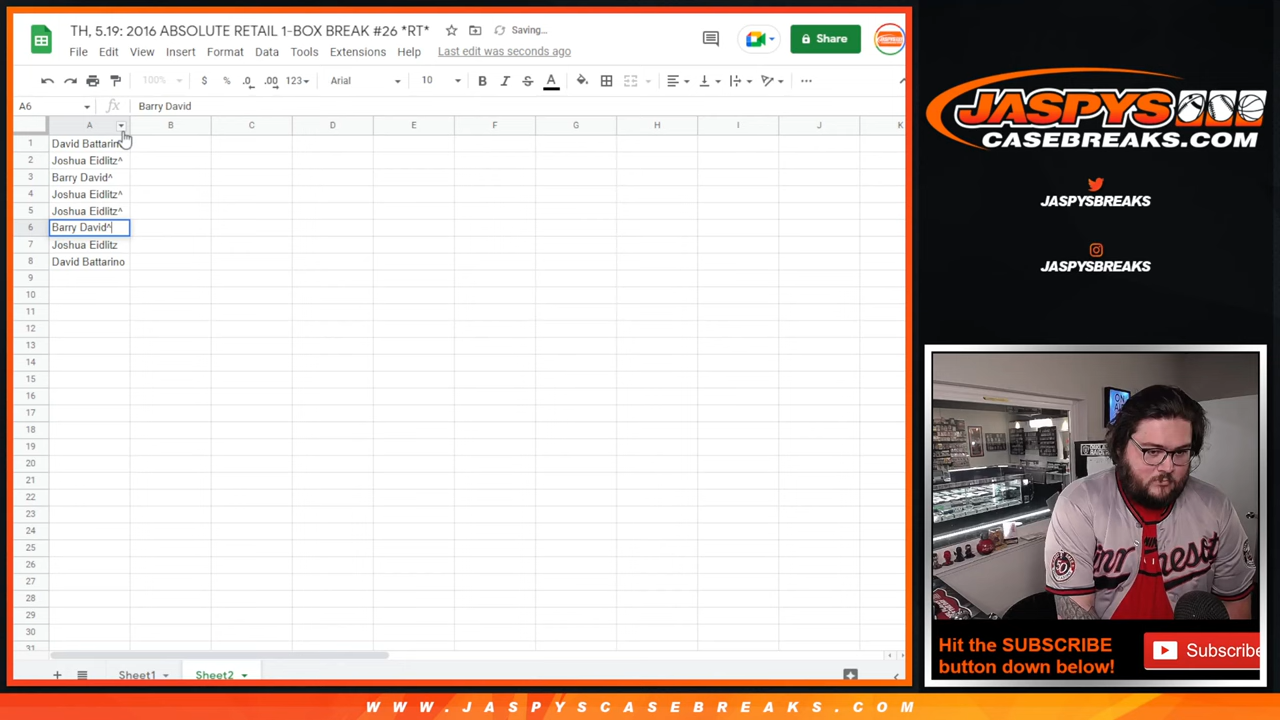 TH, 5.19: 2016 ABSOLUTE RETAIL 1-BOX BREAK #26 *RT*
Saving...
File Edit View Insert Format Data Tools Extensions Help Last edit was seconds ago
Share
100% $ % .0 .00 123 Arial 10 B I S A
A6 fx Barry David
A B C D E F G H I J K
1 David Battarin
2 Joshua Eidlitz^
3 Barry David^
4 Joshua Eidlitz^
5 Joshua Eidlitz^
6 Barry David^
7 Joshua Eidlitz
8 David Battarino
9
10
11
12
13
14
15
16
17
18
19
20
21
22
23
24
25
26
27
28
29
30
31
Sheet1 Sheet2
JASPYS
CASEBREAKS.COM
JASPYSBREAKS
JASPYSBREAKS
ON
Hit the SUBSCRIBE
button down below!
Subscribe
WWW.JASPYSCASEBREAKS.COM